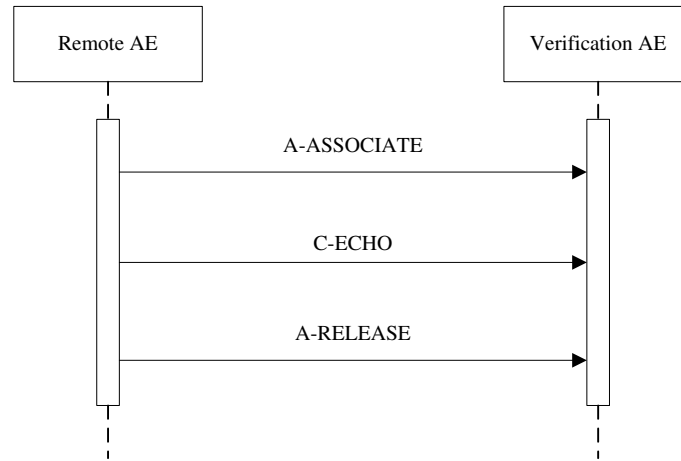 Remote AE
Verification AE
A-ASSOCIATE
C-ECHO
A-RELEASE